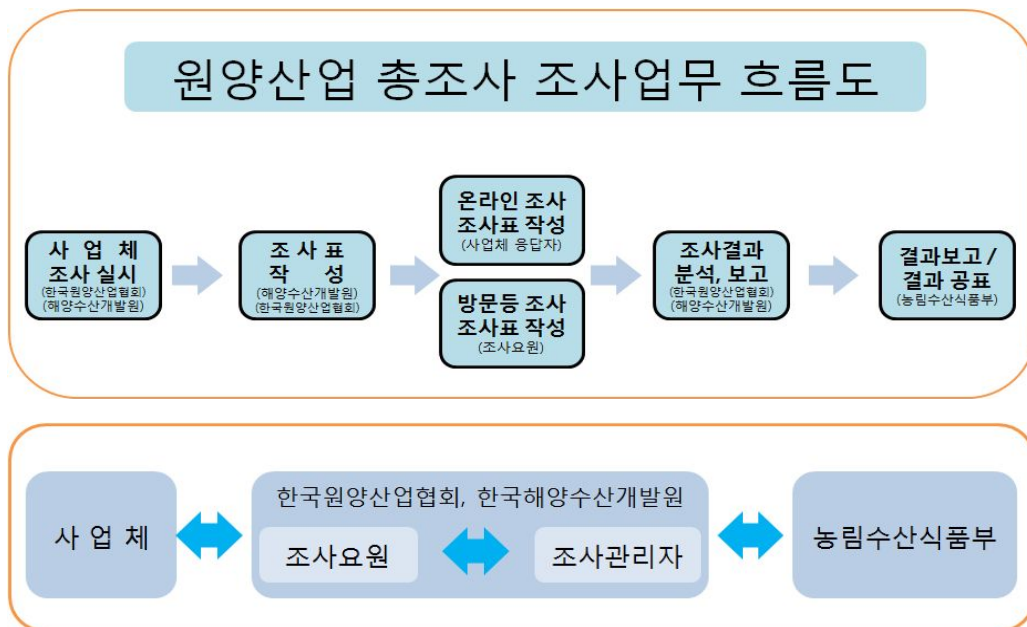 원양산업 총조사 조사업무 흐름도
사 업 체
조사 실시
(한국원양산업협회)
(해양수산개발원)
조 사 표
작 성
(해양수산개발원)
(한국원양산업협회)
온라인 조사
조사표 작성
(사업체 응답자)
방문등 조사
조사표 작성
(조사요원)
조사결과
분석, 보고
(한국원양산업협회)
(해양수산개발원)
결과보고 /
결과 공표
(농림수산식품부)
사 업 체
한국원양산업협회, 한국해양수산개발원
조사요원
조사관리자
농림수산식품부